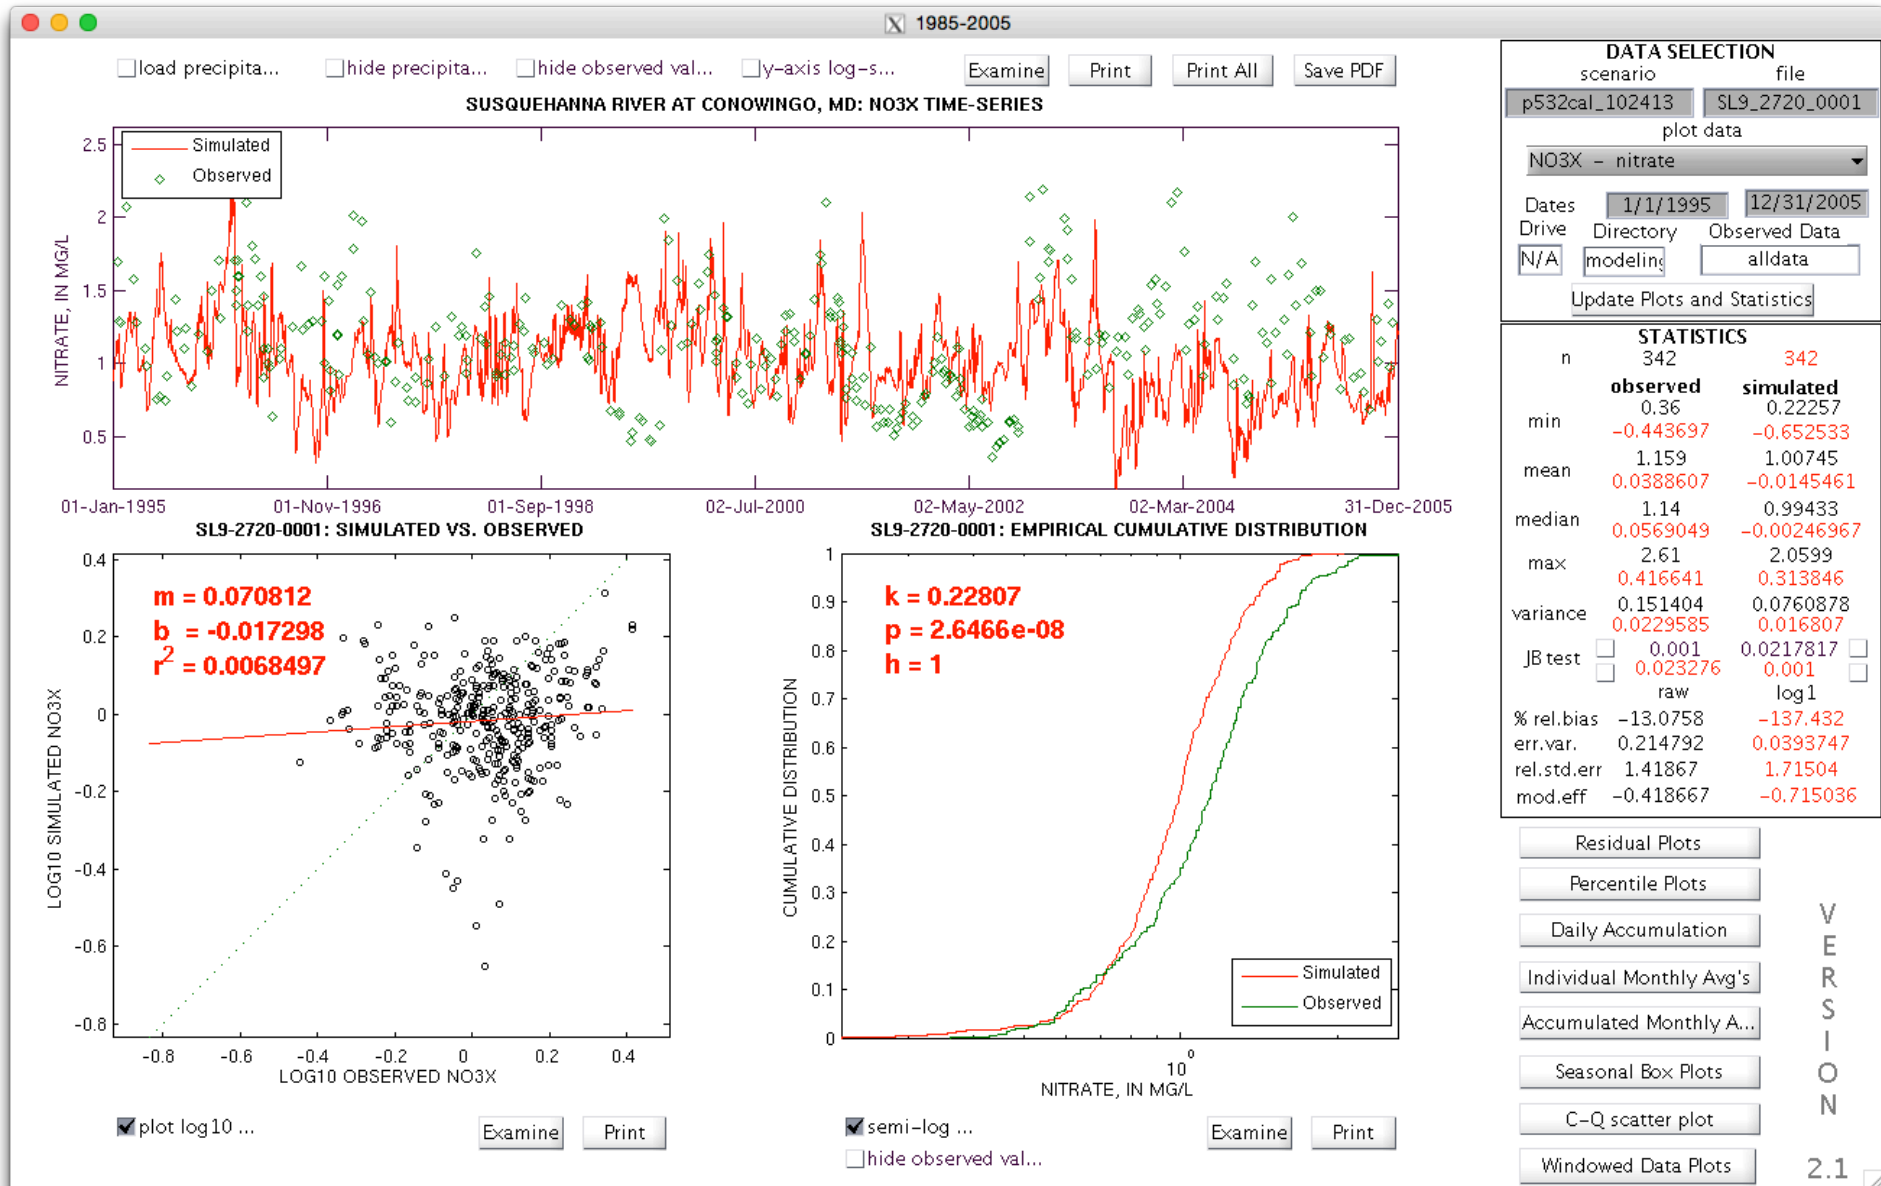 1985-2005
load precipita...
hide precipita...
hide observed val...
y-axis log-s...
Examine
Print
Print All
Save PDF
SUSQUEHANNA RIVER AT CONOWINGO, MD: NO3X TIME-SERIES
NITRATE, IN MG/L
2.5
2
1.5
1
0.5
Simulated
Observed
01-Jan-1995
01-Nov-1996
01-Sep-1998
02-Jul-2000
02-May-2002
02-Mar-2004
31-Dec-2005
SL9-2720-0001: SIMULATED VS. OBSERVED
LOG10 SIMULATED NO3X
0.4
0.2
0
-0.2
-0.4
-0.6
-0.8
m = 0.070812
b = -0.017298
r2 = 0.0068497
-0.8
-0.6
-0.4
-0.2
0
0.2
0.4
LOG10 OBSERVED NO3X
plot log10 ...
Examine
Print
SL9-2720-0001: EMPIRICAL CUMULATIVE DISTRIBUTION
CUMULATIVE DISTRIBUTION
1
0.9
0.8
0.7
0.6
0.5
0.4
0.3
0.2
0.1
0
k = 0.22807
p = 2.6466e-08
h = 1
Simulated
Observed
10^0
NITRATE, IN MG/L
semi-log ...
hide observed val...
Examine
Print
DATA SELECTION
scenario file
p532cal_102413 SL9_2720_0001
plot data
NO3X - nitrate
Dates 1/1/1995 12/31/2005
Drive Directory Observed Data
N/A modeling alldata
Update Plots and Statistics
STATISTICS
n 342 342
observed simulated
min 0.36 0.22257
-0.443697 -0.652533
mean 1.159 1.00745
0.0388607 -0.0145461
median 1.14 0.99433
0.0569049 -0.00246967
max 2.61 2.0599
0.416641 0.313846
variance 0.151404 0.0760878
0.0229585 0.016807
JB test 0.001 0.0217817
0.023276 0.001
raw log1
% rel.bias -13.0758 -137.432
err.var. 0.214792 0.0393747
rel.std.err 1.41867 1.71504
mod.eff -0.418667 -0.715036
Residual Plots
Percentile Plots
Daily Accumulation
Individual Monthly Avg's
Accumulated Monthly A...
Seasonal Box Plots
C-Q scatter plot
Windowed Data Plots
VERSION
2.1